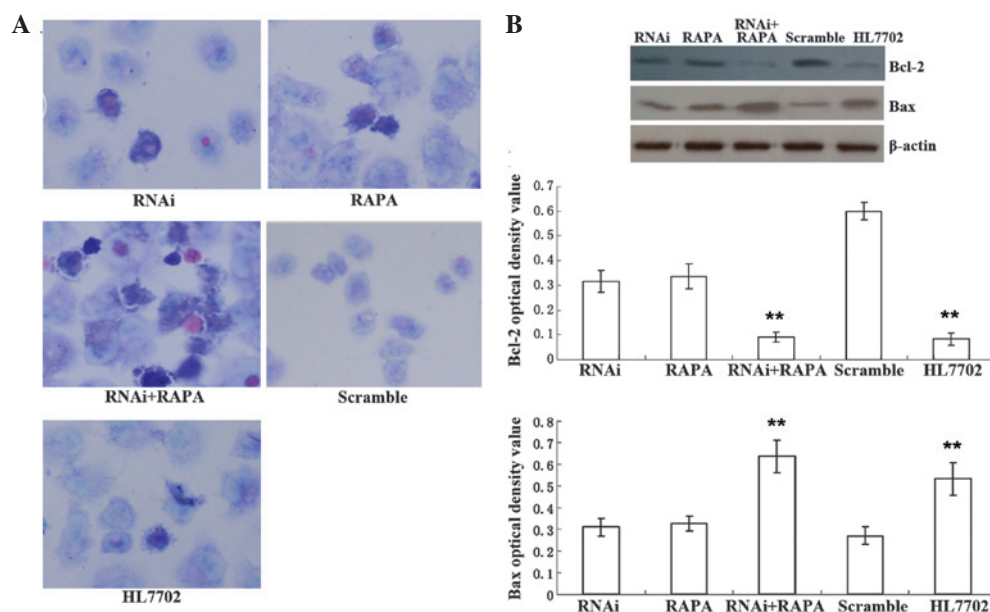 A
B
RNAi
RAPA
RNAi+RAPA
Scramble
HL7702
RNAi RAPA RNAi+ RAPA Scramble HL7702
Bcl-2
Bax
β-actin
Bcl-2 optical density value
0.7
0.6
0.5
0.4
0.3
0.2
0.1
0
**
**
RNAi RAPA RNAi+RAPA Scramble HL7702
Bax optical density value
0.8
0.7
0.6
0.5
0.4
0.3
0.2
0.1
0
**
**
RNAi RAPA RNAi+RAPA Scramble HL7702